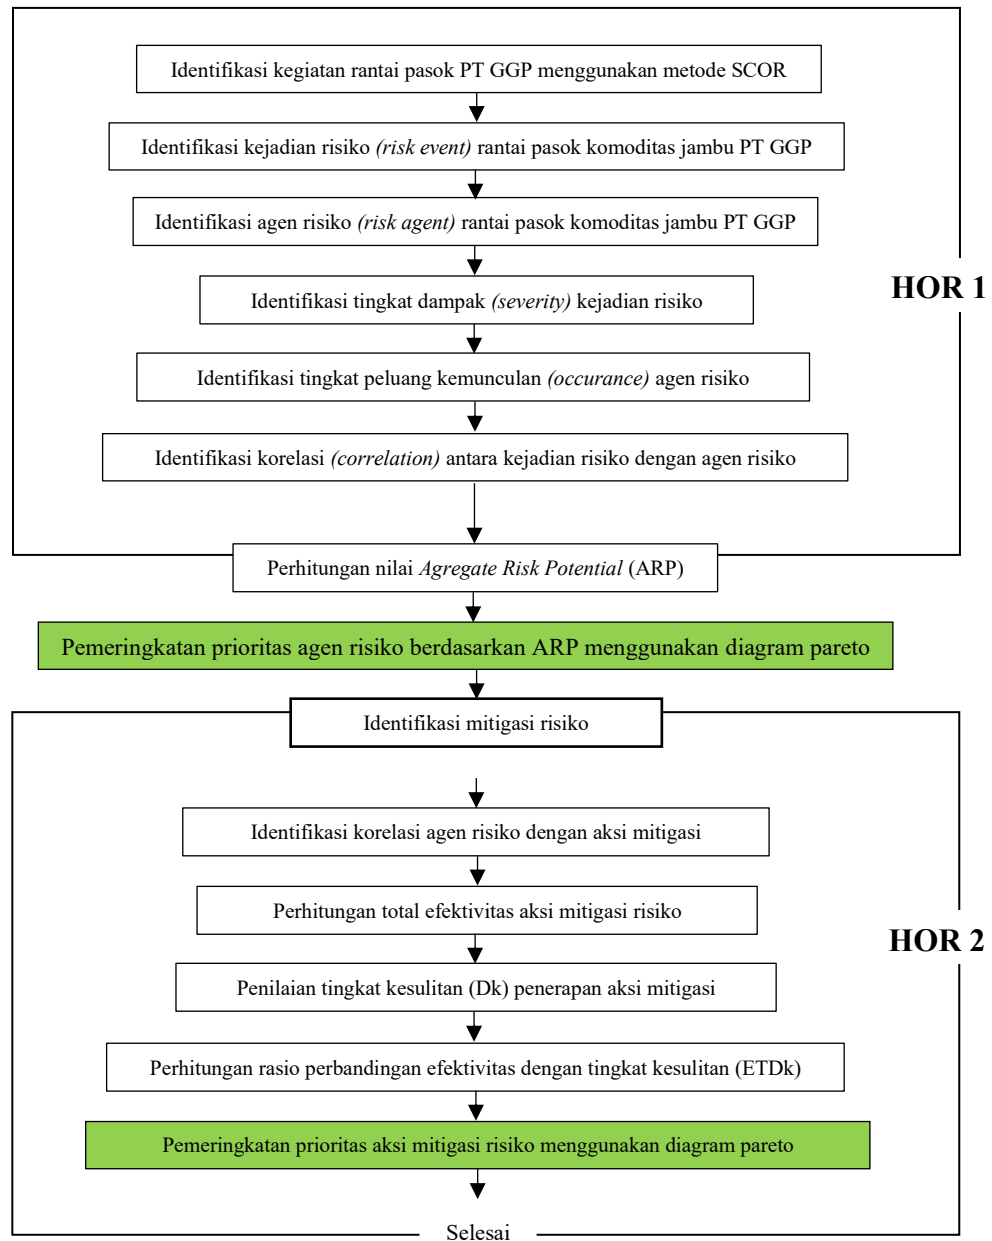 Identifikasi kegiatan rantai pasok PT GGP menggunakan metode SCOR
Identifikasi kejadian risiko (risk event) rantai pasok komoditas jambu PT GGP
Identifikasi agen risiko (risk agent) rantai pasok komoditas jambu PT GGP
HOR 1
Identifikasi tingkat dampak (severity) kejadian risiko
Identifikasi tingkat peluang kemunculan (occurance) agen risiko
Identifikasi korelasi (correlation) antara kejadian risiko dengan agen risiko
Perhitungan nilai Agregate Risk Potential (ARP)
Pemeringkatan prioritas agen risiko berdasarkan ARP menggunakan diagram pareto
Identifikasi mitigasi risiko
Identifikasi korelasi agen risiko dengan aksi mitigasi
Perhitungan total efektivitas aksi mitigasi risiko
HOR 2
Penilaian tingkat kesulitan (Dk) penerapan aksi mitigasi
Perhitungan rasio perbandingan efektivitas dengan tingkat kesulitan (ETDk)
Pemeringkatan prioritas aksi mitigasi risiko menggunakan diagram pareto
Selesai